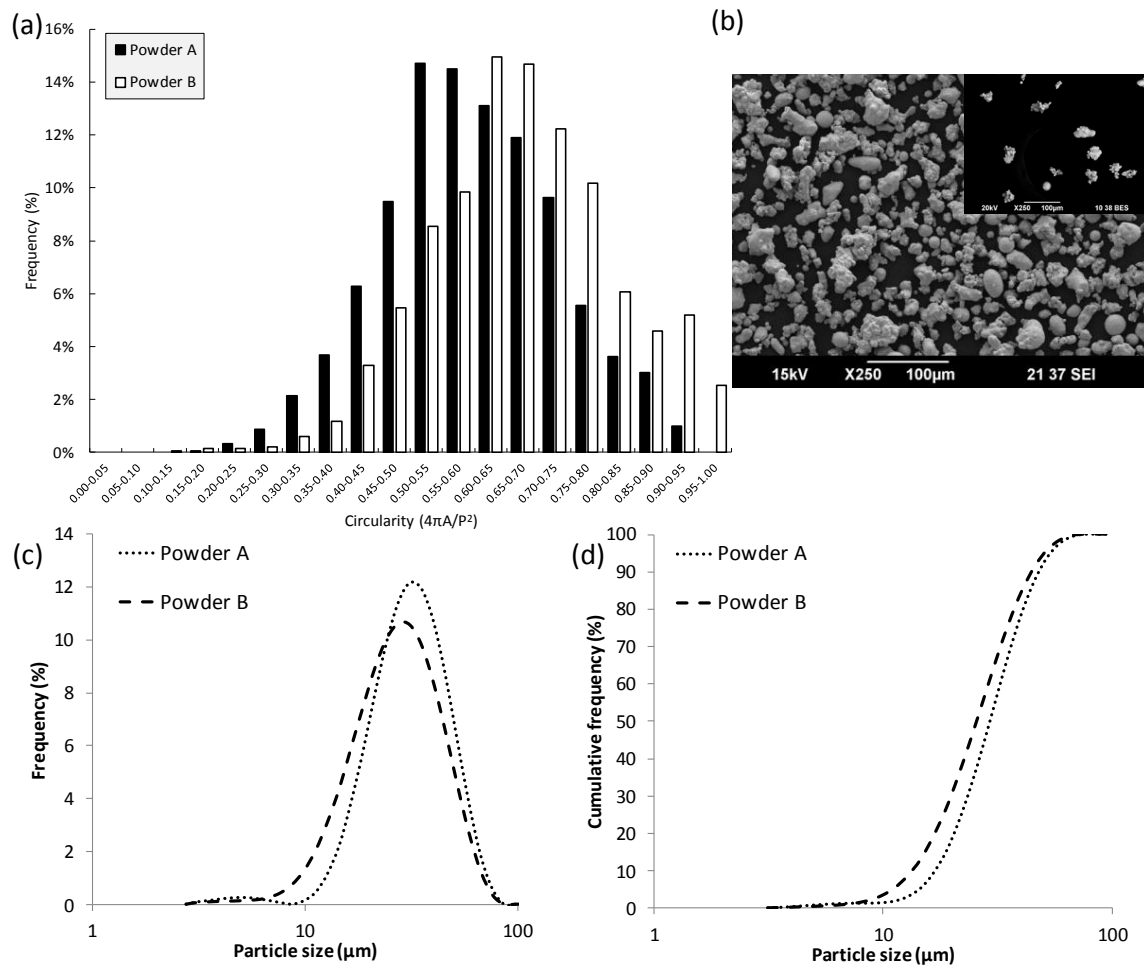 (a)
16%
14%
12%
10%
8%
6%
4%
2%
0%
Frequency (%)
Powder A
Powder B
0.00-0.05
0.05-0.10
0.10-0.15
0.15-0.20
0.20-0.25
0.25-0.30
0.30-0.35
0.35-0.40
0.40-0.45
0.45-0.50
0.50-0.55
0.55-0.60
0.60-0.65
0.65-0.70
0.70-0.75
0.75-0.80
0.80-0.85
0.85-0.90
0.90-0.95
0.95-1.00
Circularity (4πA/P²)
(b)
20kV X250 100μm 10 38 BES
15kV X250 100μm 21 37 SEI
(c)
14
12
10
8
6
4
2
0
Frequency (%)
Powder A
Powder B
1 10 100
Particle size (μm)
(d)
100
90
80
70
60
50
40
30
20
10
0
Cumulative frequency (%)
Powder A
Powder B
1 10 100
Particle size (μm)